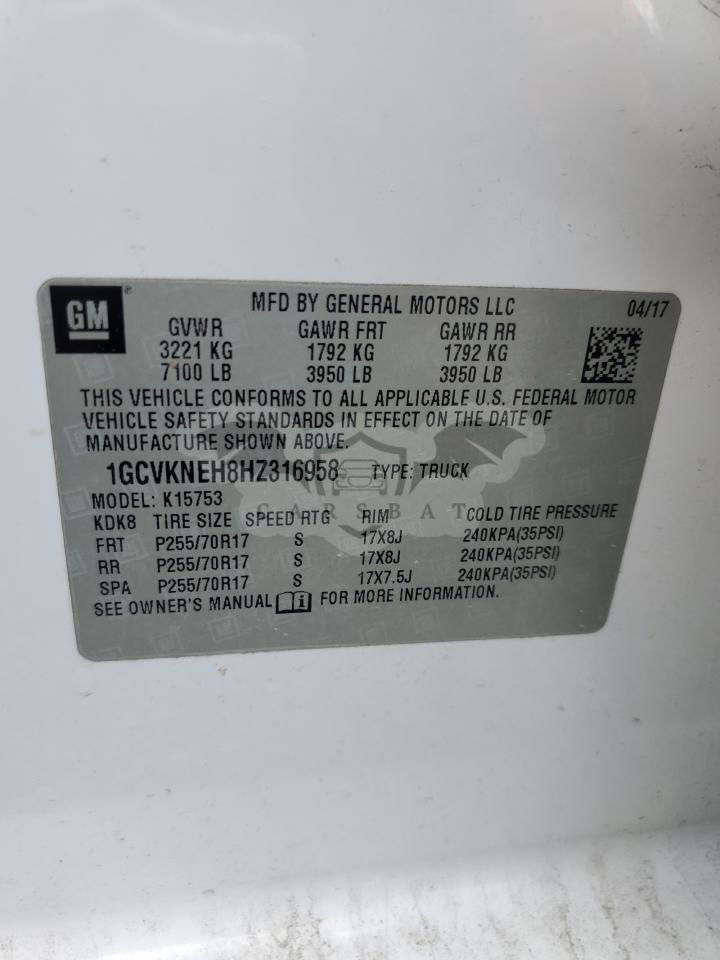 GM® MFD BY GENERAL MOTORS LLC 04/17
GVWR GAWR FRT GAWR RR
3221 KG 1792 KG 1792 KG
7100 LB 3950 LB 3950 LB
THIS VEHICLE CONFORMS TO ALL APPLICABLE U.S. FEDERAL MOTOR
VEHICLE SAFETY STANDARDS IN EFFECT ON THE DATE OF
MANUFACTURE SHOWN ABOVE.
1GCVKNEH8HZ316958 TYPE: TRUCK
MODEL: K15753
CARSBAT
KDK8 TIRE SIZE SPEED RTG RIM COLD TIRE PRESSURE
FRT P255/70R17 S 17X8J 240KPA(35PSI)
RR P255/70R17 S 17X8J 240KPA(35PSI)
SPA P255/70R17 S 17X7.5J 240KPA(35PSI)
SEE OWNER'S MANUAL i FOR MORE INFORMATION.